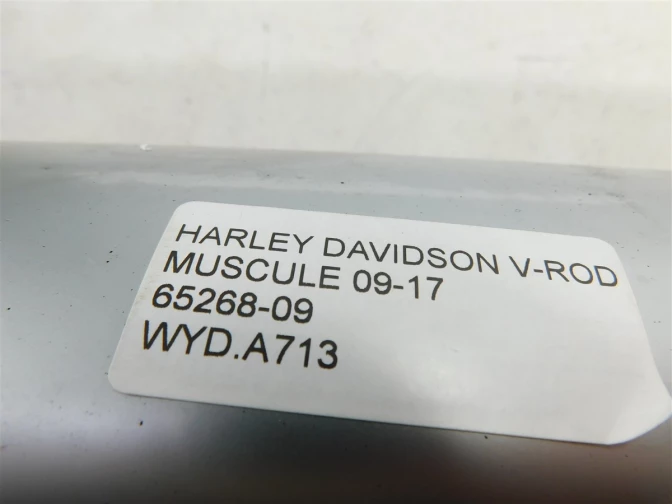 HARLEY DAVIDSON V-ROD
MUSCULE 09-17
65268-09
WYD.A713